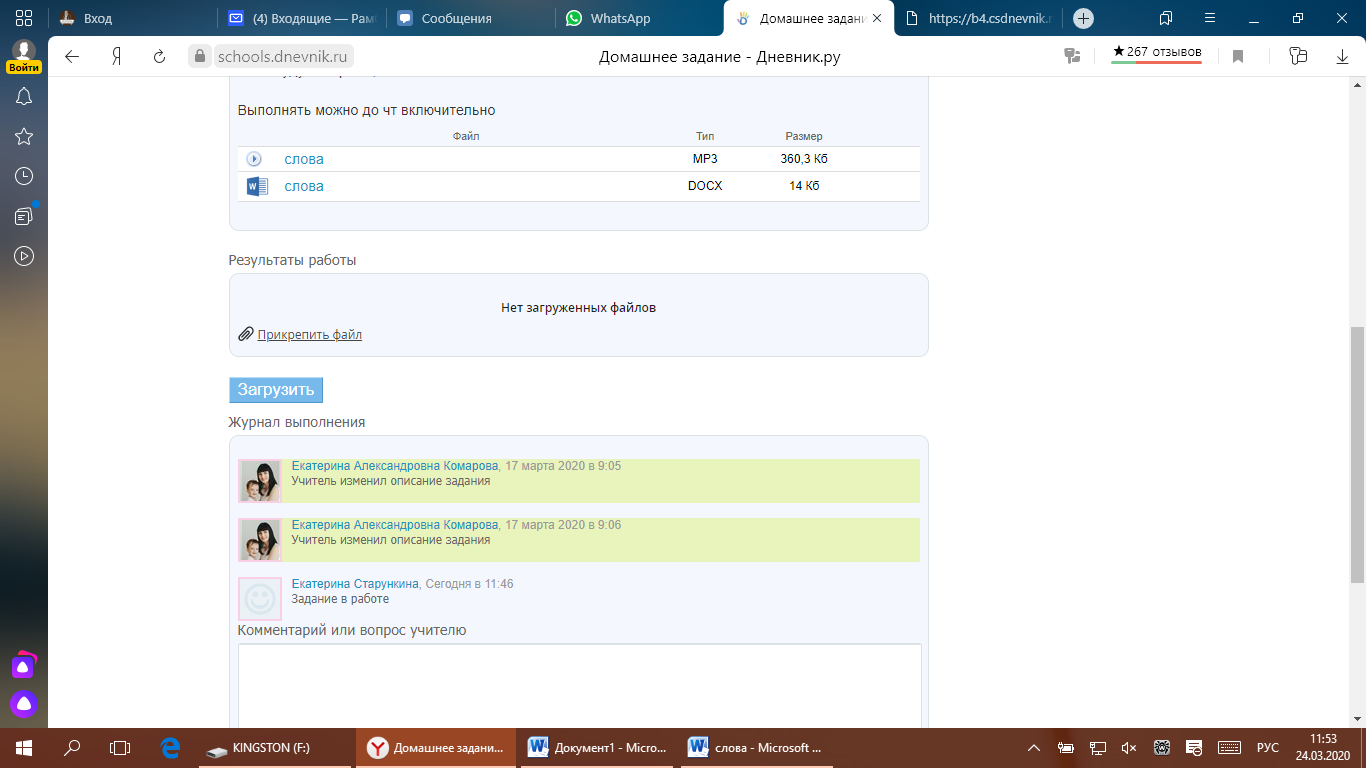 Вход
(4) Входящие — Рам
Сообщения
WhatsApp
Домашнее задани
https://b4.csdnevnik.r
Войти
schools.dnevnik.ru
Домашнее задание - Дневник.ру
★ 267 отзывов
Выполнять можно до чт включительно
Файл Тип Размер
слова MP3 360,3 Кб
слова DOCX 14 Кб
Результаты работы
Нет загруженных файлов
Прикрепить файл
Загрузить
Журнал выполнения
Екатерина Александровна Комарова, 17 марта 2020 в 9:05
Учитель изменил описание задания
Екатерина Александровна Комарова, 17 марта 2020 в 9:06
Учитель изменил описание задания
Екатерина Старункина, Сегодня в 11:46
Задание в работе
Комментарий или вопрос учителю
KINGSTON (F:)
Домашнее задани...
Документ1 - Micro...
слова - Microsoft ...
РУС
11:53
24.03.2020